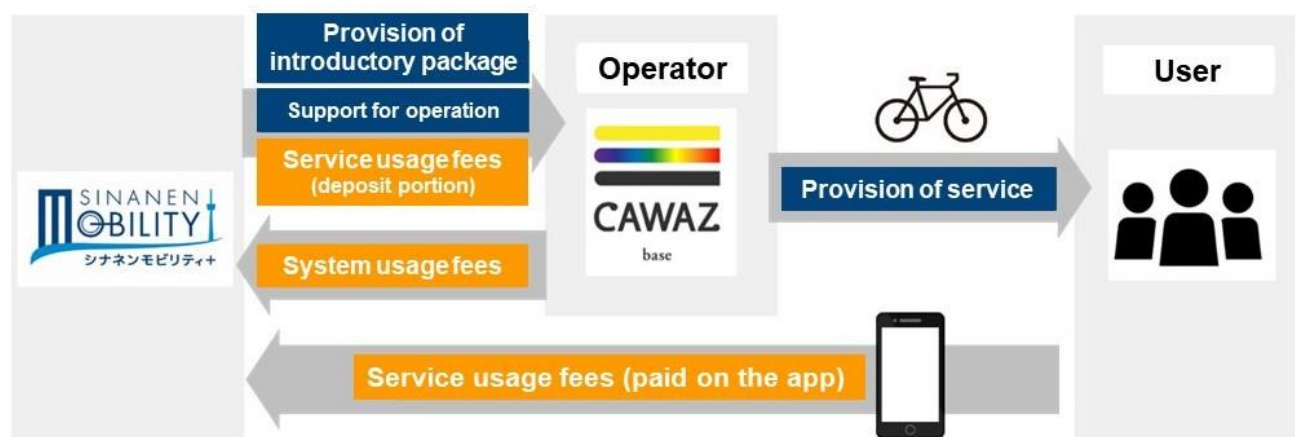 Provision of
introductory package
Support for operation
Service usage fees
(deposit portion)
SINANEN
MOBILITY
シナネンモビリティ+
System usage fees
Operator
CAWAZ
base
Provision of service
User
Service usage fees (paid on the app)